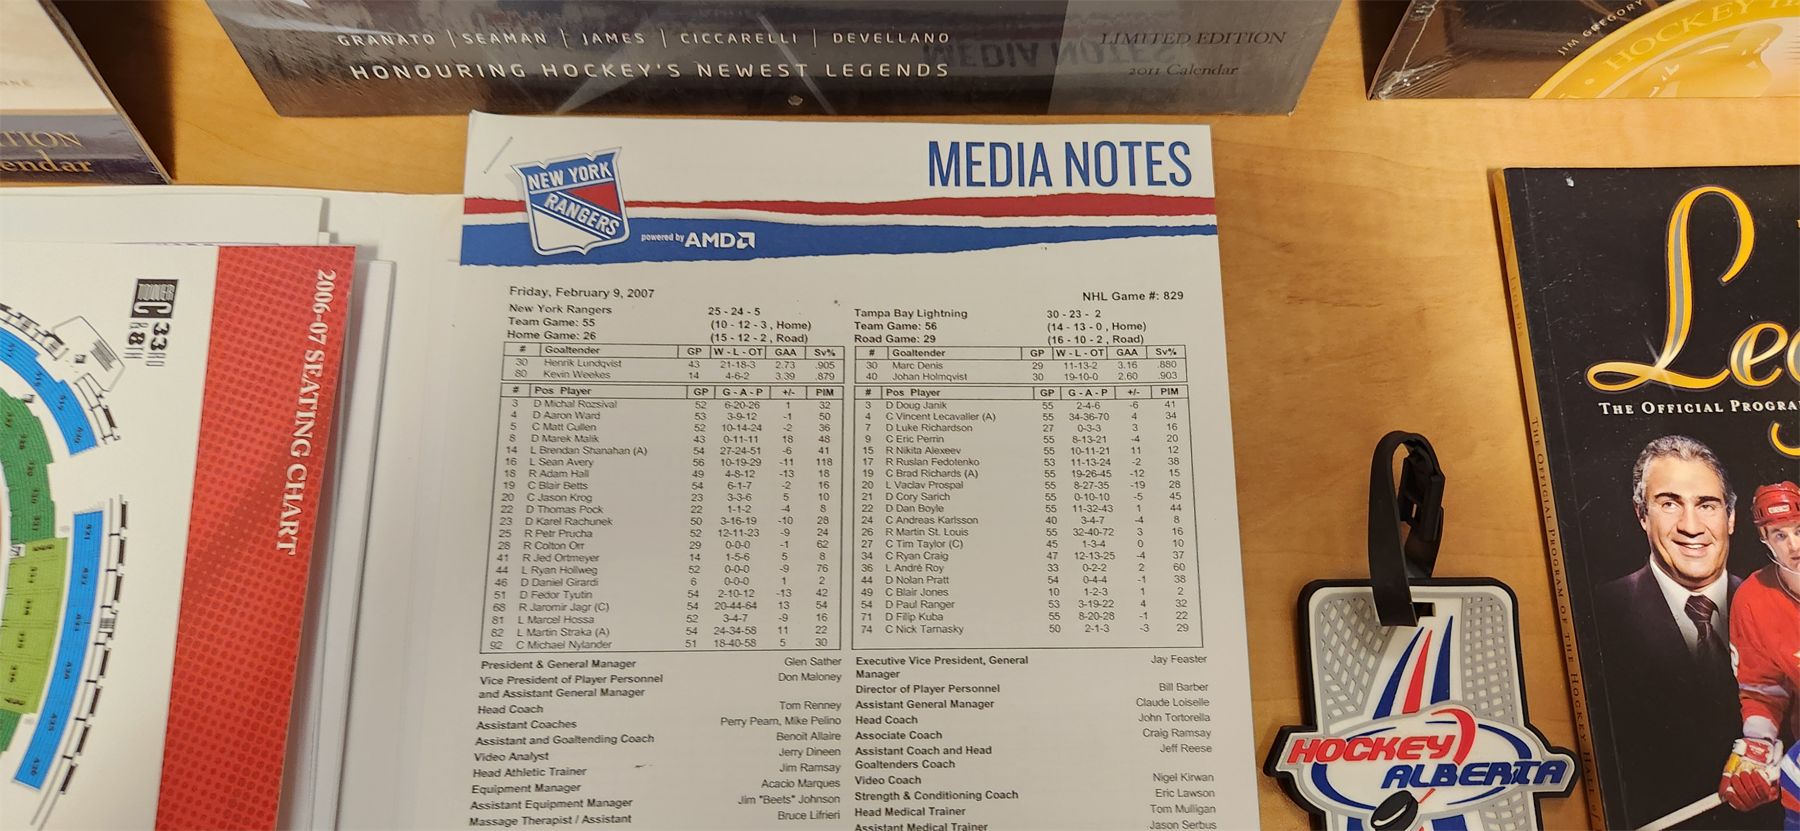 GRANATO | SEAMAN | JAMES | CICCARELLI | DEVELLANO
HONOURING HOCKEY'S NEWEST LEGENDS
LIMITED EDITION
2011 Calendar
JIM GREGORY
HOCKEY
TION
endar
MEDIA NOTES
NEW YORK
RANGERS
powered by AMD
2006-07 SEATING CHART
TOWER
C
33
8
Friday, February 9, 2007
NHL Game #: 829
New York Rangers 25 - 24 - 5
Team Game: 55 (10 - 12 - 3 , Home)
Home Game: 26 (15 - 12 - 2 , Road)
# Goaltender GP W - L - OT GAA Sv%
30 Henrik Lundqvist 43 21-18-3 2.73 .905
80 Kevin Weekes 14 4-6-2 3.39 .879
# Pos Player GP G - A - P +/- PIM
3 D Michal Rozsival 52 6-20-26 1 32
4 D Aaron Ward 53 3-9-12 -1 50
5 C Matt Cullen 52 10-14-24 -2 36
8 D Marek Malik 43 0-11-11 18 48
14 L Brendan Shanahan (A) 54 27-24-51 -6 41
16 L Sean Avery 56 10-19-29 -11 118
18 R Adam Hall 49 4-8-12 -13 18
19 C Blair Betts 54 6-1-7 -2 16
20 C Jason Krog 23 3-3-6 5 10
22 D Thomas Pock 22 1-1-2 -4 8
23 D Karel Rachunek 50 3-16-19 -10 28
25 R Petr Prucha 52 12-11-23 -9 24
28 R Colton Orr 29 0-0-0 -1 62
41 R Jed Ortmeyer 14 1-5-6 5 8
44 L Ryan Hollweg 52 0-0-0 -9 76
46 D Daniel Girardi 6 0-0-0 1 2
51 D Fedor Tyutin 54 2-10-12 -13 42
68 R Jaromir Jagr (C) 54 20-44-64 13 54
81 L Marcel Hossa 52 3-4-7 -9 16
82 L Martin Straka (A) 54 24-34-58 11 22
92 C Michael Nylander 51 18-40-58 5 30
President & General Manager Glen Sather
Vice President of Player Personnel Don Maloney
and Assistant General Manager
Head Coach Tom Renney
Assistant Coaches Perry Pearn, Mike Pelino
Assistant and Goaltending Coach Benoit Allaire
Video Analyst Jerry Dineen
Head Athletic Trainer Jim Ramsay
Equipment Manager Acacio Marques
Assistant Equipment Manager Jim "Beets" Johnson
Massage Therapist / Assistant Bruce Lifrieri
Tampa Bay Lightning 30 - 23 - 2
Team Game: 56 (14 - 13 - 0 , Home)
Road Game: 29 (16 - 10 - 2 , Road)
# Goaltender GP W - L - OT GAA Sv%
30 Marc Denis 29 11-13-2 3.16 .880
40 Johan Holmqvist 30 19-10-0 2.60 .903
# Pos Player GP G - A - P +/- PIM
3 D Doug Janik 55 2-4-6 -6 41
4 C Vincent Lecavalier (A) 55 34-36-70 4 34
7 D Luke Richardson 27 0-3-3 3 16
9 C Eric Perrin 55 8-13-21 -4 20
15 R Nikita Alexeev 55 10-11-21 11 12
17 R Ruslan Fedotenko 53 11-13-24 -2 38
19 C Brad Richards (A) 55 19-26-45 -12 15
20 L Vaclav Prospal 55 8-27-35 -19 28
21 D Cory Sarich 55 0-10-10 -5 45
22 D Dan Boyle 55 11-32-43 1 44
24 C Andreas Karlsson 40 3-4-7 -4 8
26 R Martin St. Louis 55 32-40-72 3 16
27 C Tim Taylor (C) 45 1-3-4 0 10
34 C Ryan Craig 47 12-13-25 -4 37
36 L André Roy 33 0-2-2 2 60
44 D Nolan Pratt 54 0-4-4 -1 38
49 C Blair Jones 10 1-2-3 1 2
54 D Paul Ranger 53 3-19-22 4 32
71 D Filip Kuba 55 8-20-28 -1 22
74 C Nick Tarnasky 50 2-1-3 -3 29
Executive Vice President, General Jay Feaster
Manager
Director of Player Personnel Bill Barber
Assistant General Manager Claude Loiselle
Head Coach John Tortorella
Associate Coach Craig Ramsay
Assistant Coach and Head Jeff Reese
Goaltenders Coach
Video Coach Nigel Kirwan
Strength & Conditioning Coach Eric Lawson
Head Medical Trainer Tom Mulligan
Assistant Medical Trainer Jason Serbus
HOCKEY
ALBERTA
Le
THE OFFICIAL PROGRA
THE OFFICIAL PROGRAM OF THE HOCKEY HALL OF